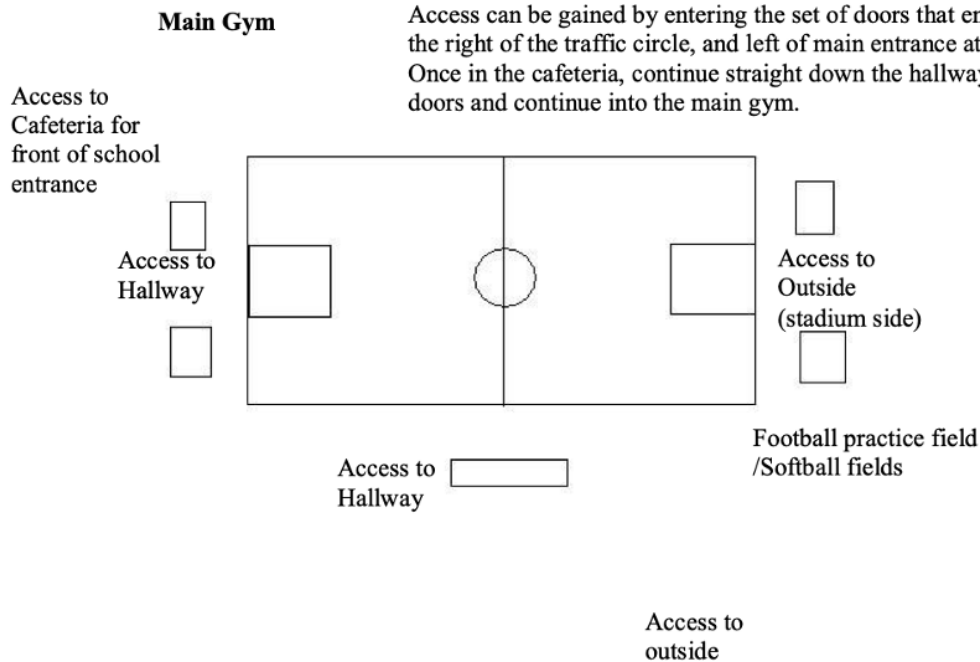 Main Gym
Access can be gained by entering the set of doors that
the right of the traffic circle, and left of main entrance at
Once in the cafeteria, continue straight down the
doors and continue into the main gym.
Access to
Cafeteria for
front of school
entrance
Access to
Hallway
Access to
Outside
(stadium side)
Football practice field
/Softball fields
Access to
Hallway
Access to
outside